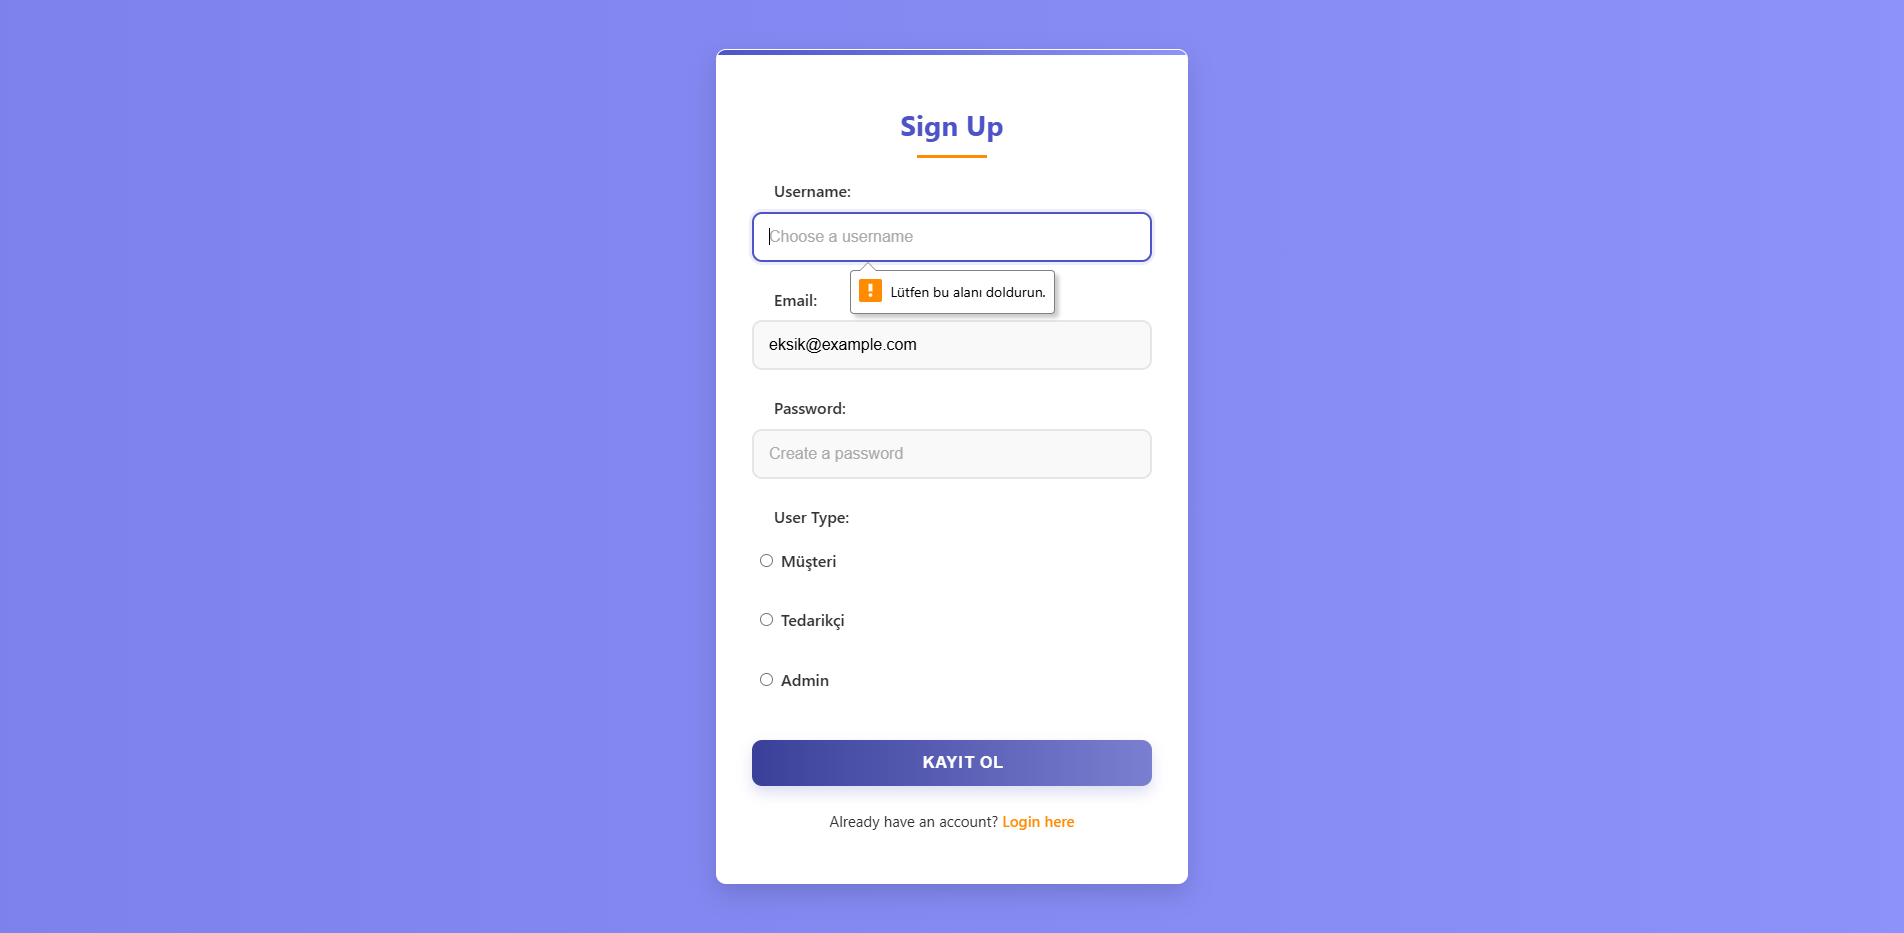 Sign Up
Username:
Choose a username
Lütfen bu alanı doldurun.
Email:
eksik@example.com
Password:
Create a password
User Type:
Müşteri
Tedarikçi
Admin
KAYIT OL
Already have an account? Login here